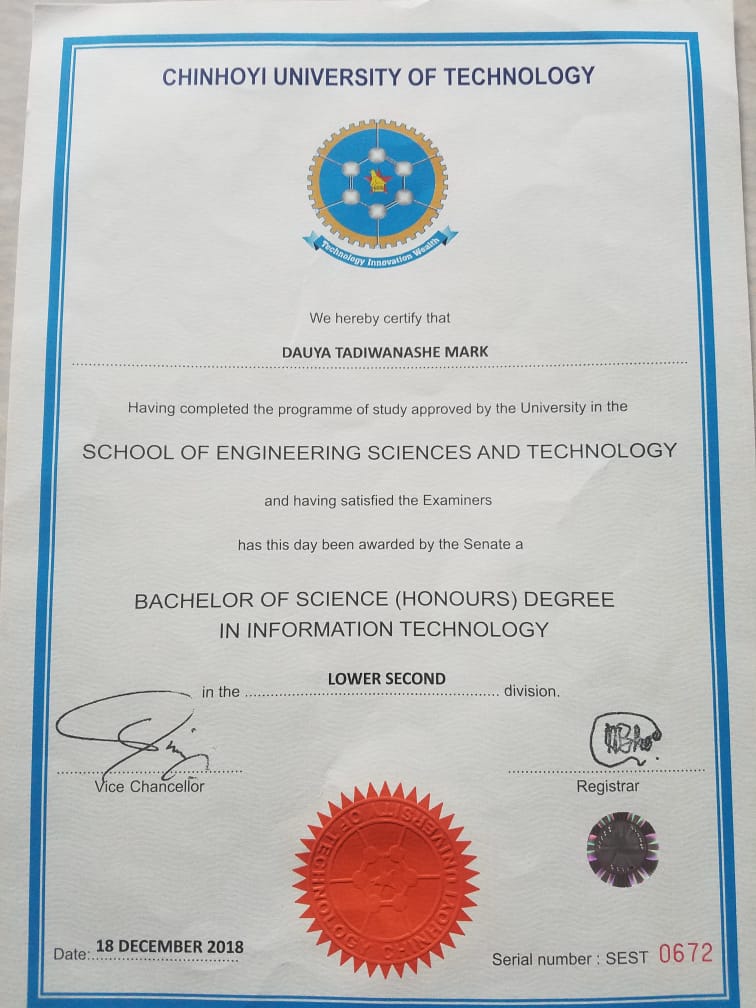 CHINHOYI UNIVERSITY OF TECHNOLOGY
Technology Innovation Wealth
We hereby certify that
DAUYA TADIWANASHE MARK
Having completed the programme of study approved by the University in the
SCHOOL OF ENGINEERING SCIENCES AND TECHNOLOGY
and having satisfied the Examiners
has this day been awarded by the Senate a
BACHELOR OF SCIENCE (HONOURS) DEGREE
IN INFORMATION TECHNOLOGY
in the LOWER SECOND division.
Vice Chancellor
Registrar
CHINHOYI UNIVERSITY OF TECHNOLOGY
Date: 18 DECEMBER 2018
Serial number : SEST 0672